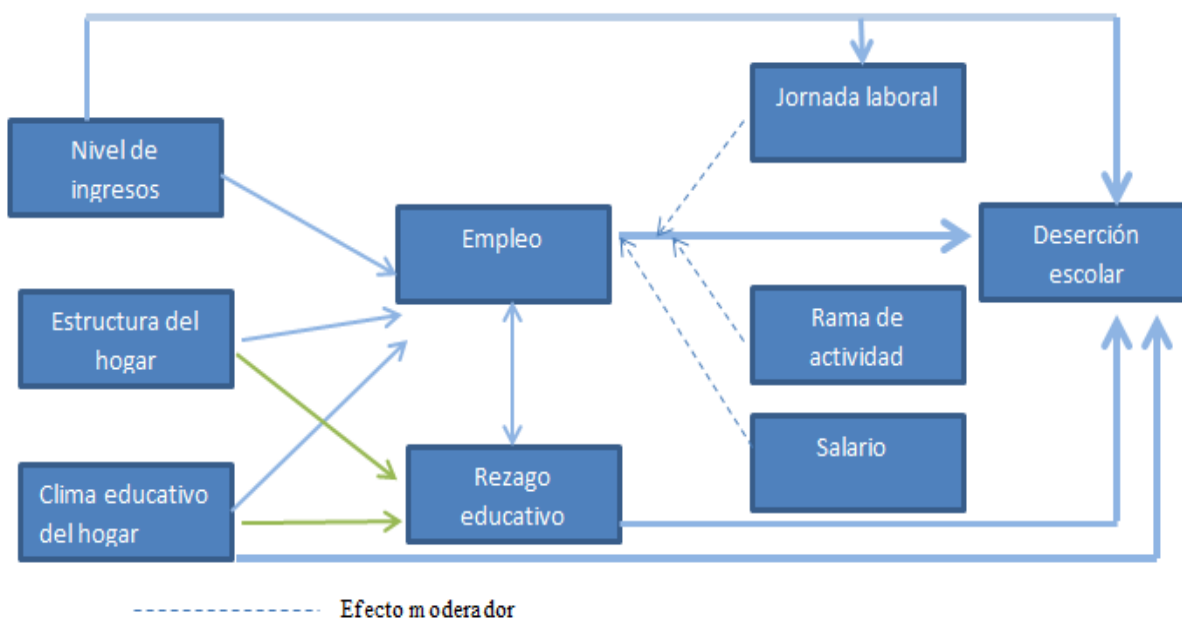 Jornada laboral
Nivel de
ingresos
Empleo
Deserción
escolar
Estructura del
hogar
Rama de
actividad
Salario
Rezago
educativo
Clima educativo
del hogar
Efecto moderador